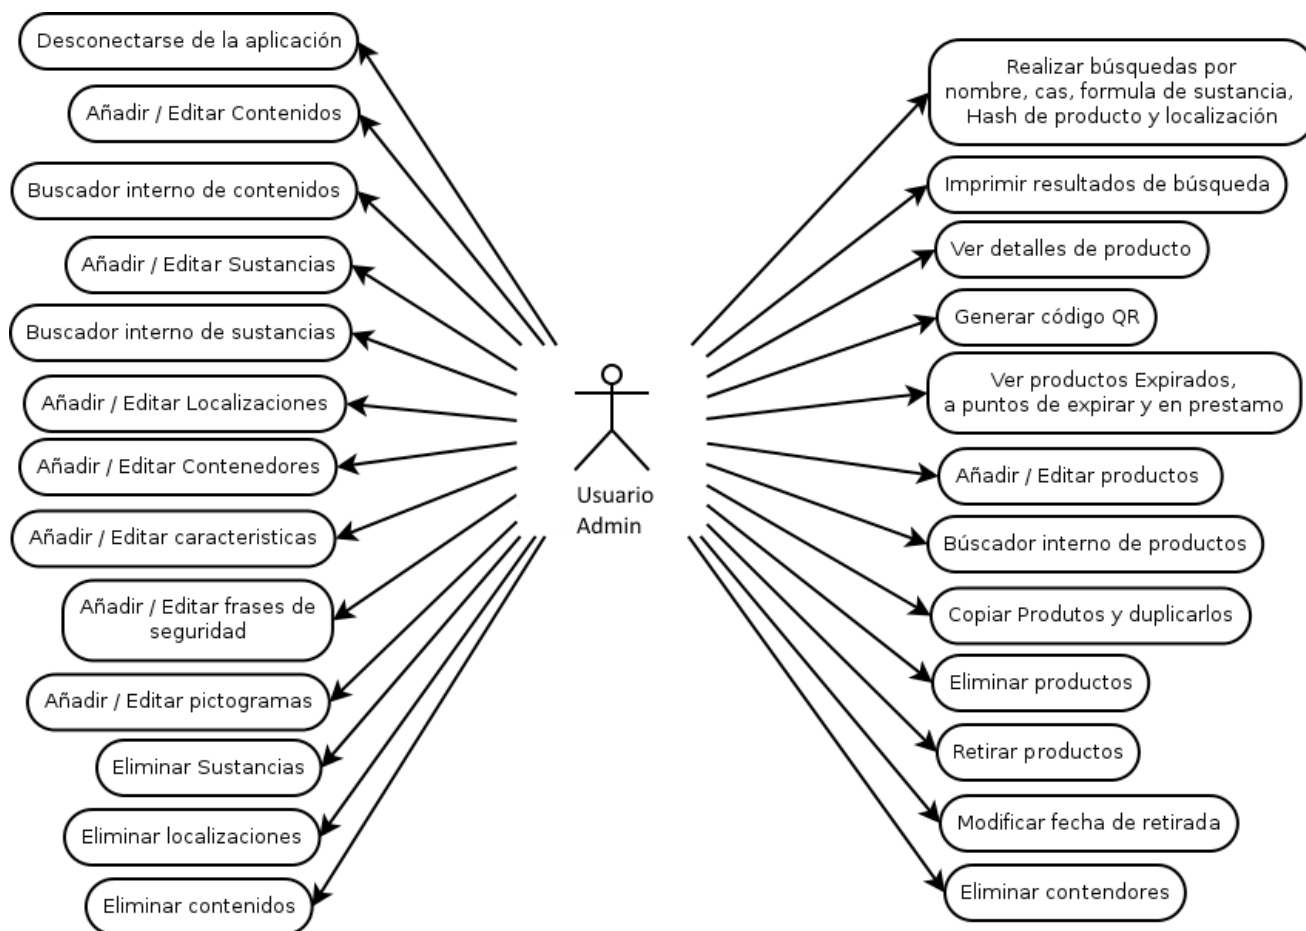 Desconectarse de la aplicación
Añadir / Editar Contenidos
Buscador interno de contenidos
Añadir / Editar Sustancias
Buscador interno de sustancias
Añadir / Editar Localizaciones
Añadir / Editar Contenedores
Añadir / Editar caracteristicas
Añadir / Editar frases de
seguridad
Añadir / Editar pictogramas
Eliminar Sustancias
Eliminar localizaciones
Eliminar contenidos
Usuario
Admin
Realizar búsquedas por
nombre, cas, formula de sustancia,
Hash de producto y localización
Imprimir resultados de búsqueda
Ver detalles de producto
Generar código QR
Ver productos Expirados,
a puntos de expirar y en prestamo
Añadir / Editar productos
Búscador interno de productos
Copiar Produtos y duplicarlos
Eliminar productos
Retirar productos
Modificar fecha de retirada
Eliminar contendores